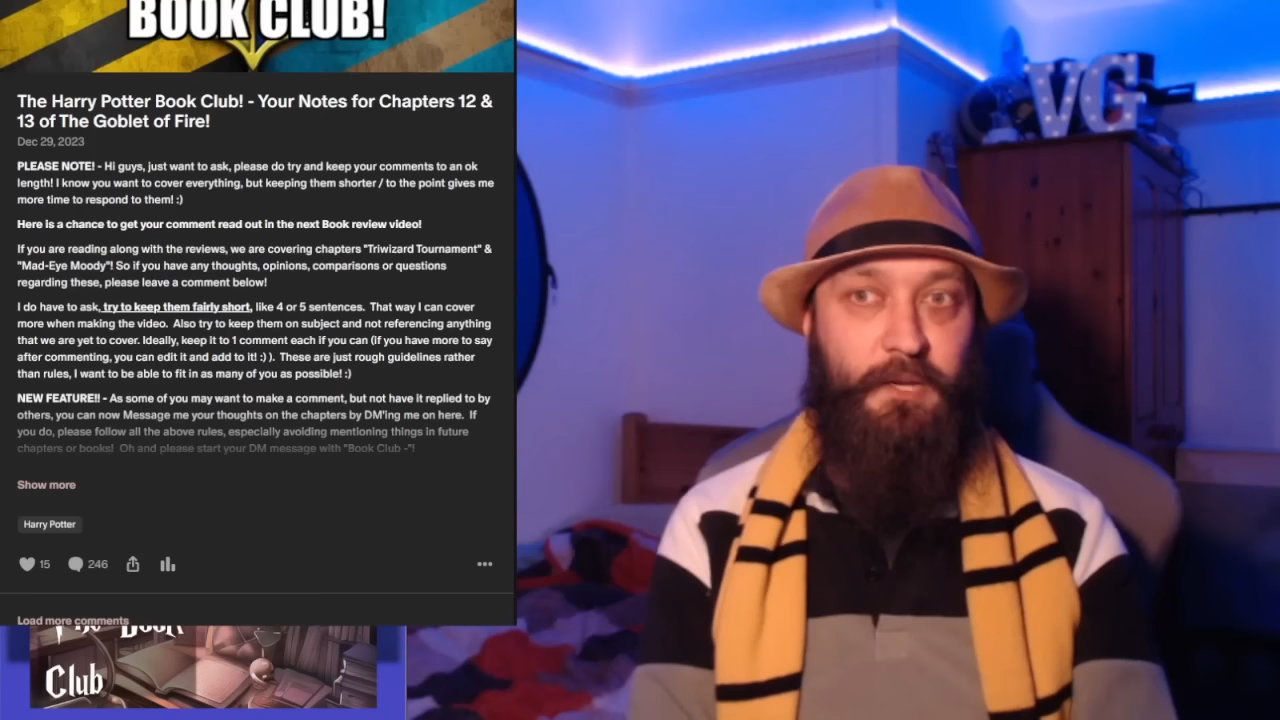 BOOK CLUB!
The Harry Potter Book Club! - Your Notes for Chapters 12 &
13 of The Goblet of Fire!
Dec 29, 2023
PLEASE NOTE! - Hi guys, just want to ask, please do try and keep your comments to an ok
length! I know you want to cover everything, but keeping them shorter / to the point gives me
more time to respond to them! :)
Here is a chance to get your comment read out in the next Book review video!
If you are reading along with the reviews, we are covering chapters "Triwizard Tournament" &
"Mad-Eye Moody"! So if you have any thoughts, opinions, comparisons or questions
regarding these, please leave a comment below!
I do have to ask, try to keep them fairly short, like 4 or 5 sentences. That way I can cover
more when making the video. Also try to keep them on subject and not referencing anything
that we are yet to cover. Ideally, keep it to 1 comment each if you can (if you have more to say
after commenting, you can edit it and add to it! :) ). These are just rough guidelines rather
than rules, I want to be able to fit in as many of you as possible! :)
NEW FEATURE!! - As some of you may want to make a comment, but not have it replied to by
others, you can now Message me your thoughts on the chapters by DM'ing me on here. If
you do, please follow all the above rules, especially avoiding mentioning things in future
chapters or books! Oh and please start your DM message with "Book Club -"!
Show more
Harry Potter
15 246
Load more comments
The Book
Club
VG